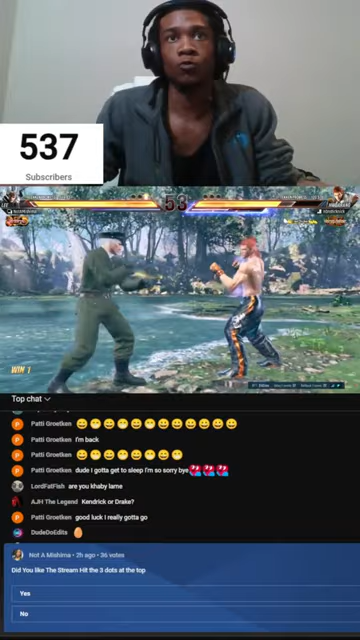 537
Subscribers
LEE
58
WIN 1
Top chat
P Patti Groetken 😀😁😀😁😀😁😀😀😀😀😀😀
P Patti Groetken I'm back
P Patti Groetken 😀😁😀😁😀😁😀😁
P Patti Groetken dude I gotta get to sleep I'm so sorry bye
LordFatFish are you khaby lame
AJH The Legend Kendrick or Drake?
P Patti Groetken good luck I really gotta go
DudeDoEdits 🥚
Not A Mishima • 2h ago • 36 votes
Did You like The Stream Hit the 3 dots at the top
Yes
No